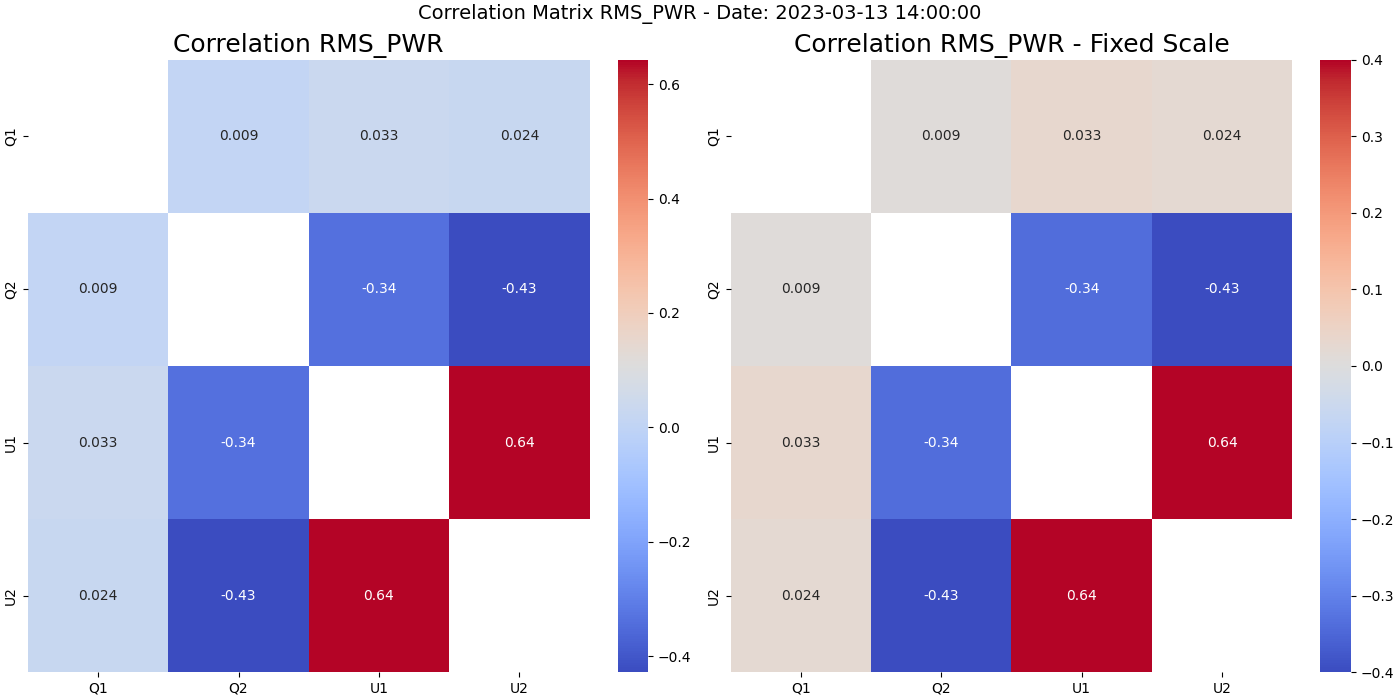 Correlation Matrix RMS_PWR - Date: 2023-03-13 14:00:00
Correlation RMS_PWR
Q1
Q2
U1
U2
0.009 0.033 0.024
0.009 -0.34 -0.43
0.033 -0.34 0.64
0.024 -0.43 0.64
Q1 Q2 U1 U2
0.6
0.4
0.2
0.0
−0.2
−0.4
Correlation RMS_PWR - Fixed Scale
Q1
Q2
U1
U2
0.009 0.033 0.024
0.009 -0.34 -0.43
0.033 -0.34 0.64
0.024 -0.43 0.64
Q1 Q2 U1 U2
0.4
0.3
0.2
0.1
0.0
−0.1
−0.2
−0.3
−0.4